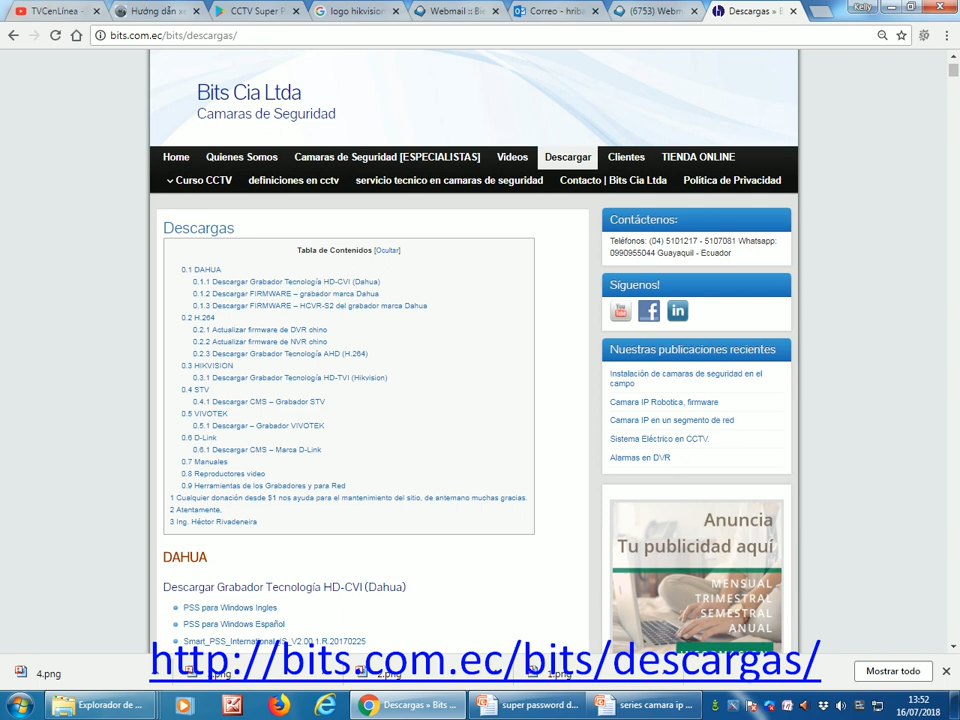 TVCenLínea -
Hướng dẫn x
CCTV Super P
logo hikvision
Webmail :: Bie
Correo - hriba
(6753) Webm
Descargas » B
Kelly
bits.com.ec/bits/descargas/
Bits Cia Ltda
Camaras de Seguridad
Home Quienes Somos Camaras de Seguridad [ESPECIALISTAS] Videos Descargar Clientes TIENDA ONLINE
Curso CCTV definiciones en cctv servicio tecnico en camaras de seguridad Contacto | Bits Cia Ltda Politica de Privacidad
Descargas
Tabla de Contenidos [Ocultar]
0.1 DAHUA
0.1.1 Descargar Grabador Tecnología HD-CVI (Dahua)
0.1.2 Descargar FIRMWARE – grabador marca Dahua
0.1.3 Descargar FIRMWARE – HCVR-S2 del grabador marca Dahua
0.2 H.264
0.2.1 Actualizar firmware de DVR chino
0.2.2 Actualizar firmware de NVR chino
0.2.3 Descargar Grabador Tecnología AHD (H.264)
0.3 HIKVISION
0.3.1 Descargar Grabador Tecnología HD-TVI (Hikvision)
0.4 STV
0.4.1 Descargar CMS – Grabador STV
0.5 VIVOTEK
0.5.1 Descargar – Grabador VIVOTEK
0.6 D-Link
0.6.1 Descargar CMS – Marca D-Link
0.7 Manuales
0.8 Reproductores video
0.9 Herramientas de los Grabadores y para Red
1 Cualquier donación desde $1 nos ayuda para el mantenimiento del sitio, de antemano muchas gracias.
2 Atentamente,
3 Ing. Héctor Rivadeneira
DAHUA
Descargar Grabador Tecnología HD-CVI (Dahua)
PSS para Windows Ingles
PSS para Windows Español
Smart_PSS_International_IS_V2.00.1.R.20170225
Contáctenos:
Teléfonos: (04) 5101217 - 5107081 Whatsapp:
0990955044 Guayaquil - Ecuador
Síguenos!
You
Tube
f
in
Nuestras publicaciones recientes
Instalación de camaras de seguridad en el
campo
Camara IP Robotica, firmware
Camara IP en un segmento de red
Sistema Eléctrico en CCTV.
Alarmas en DVR
Anuncia
Tu publicidad aquí
MENSUAL
TRIMESTRAL
SEMESTRAL
ANUAL
http://bits.com.ec/bits/descargas/
4.png
2.png
1.png
Mostrar todo
Explorador de ...
Descargas » Bits ...
super password d...
series camara ip ...
13:52
16/07/2018